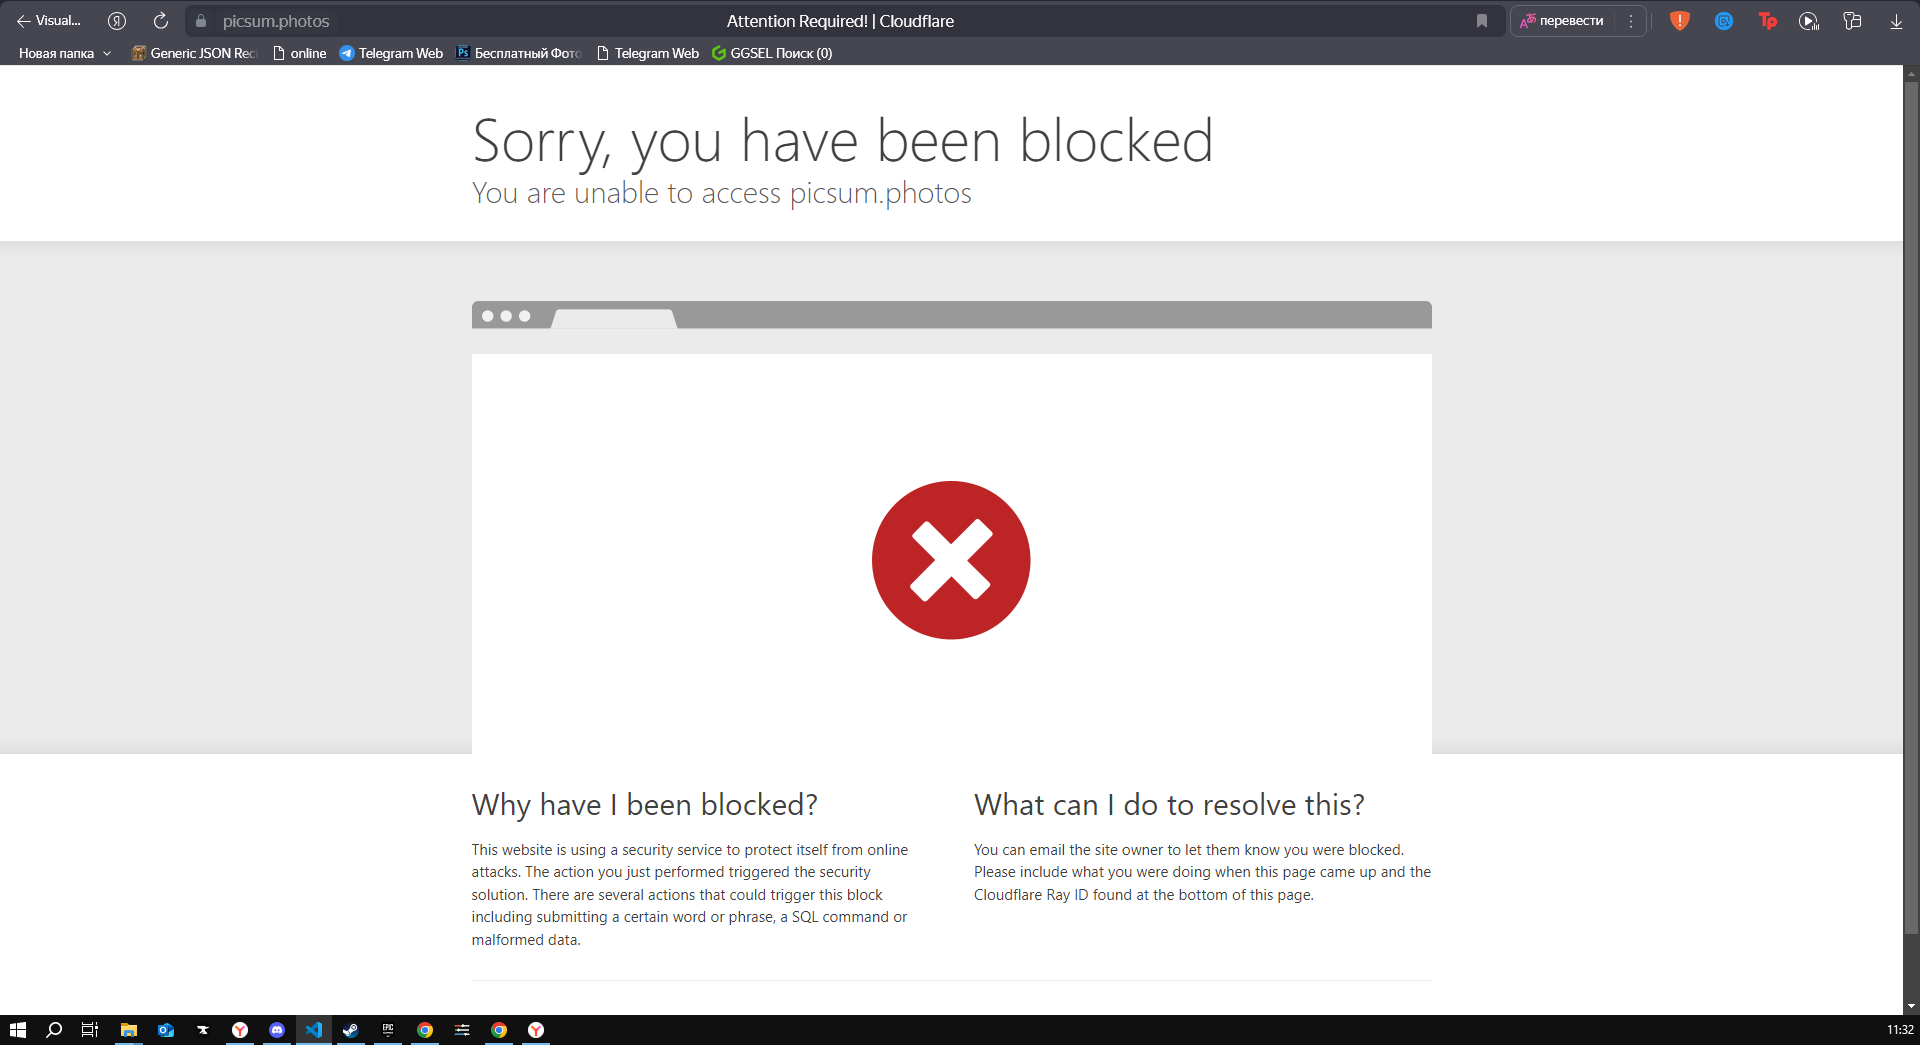 Visual...
Я
picsum.photos
Attention Required! | Cloudflare
перевести
Новая папка
Generic JSON Rec
online
Telegram Web
Бесплатный Фото
Telegram Web
GGSEL Поиск (0)
Sorry, you have been blocked
You are unable to access picsum.photos
Why have I been blocked?
This website is using a security service to protect itself from online
attacks. The action you just performed triggered the security
solution. There are several actions that could trigger this block
including submitting a certain word or phrase, a SQL command or
malformed data.
What can I do to resolve this?
You can email the site owner to let them know you were blocked.
Please include what you were doing when this page came up and the
Cloudflare Ray ID found at the bottom of this page.
11:32